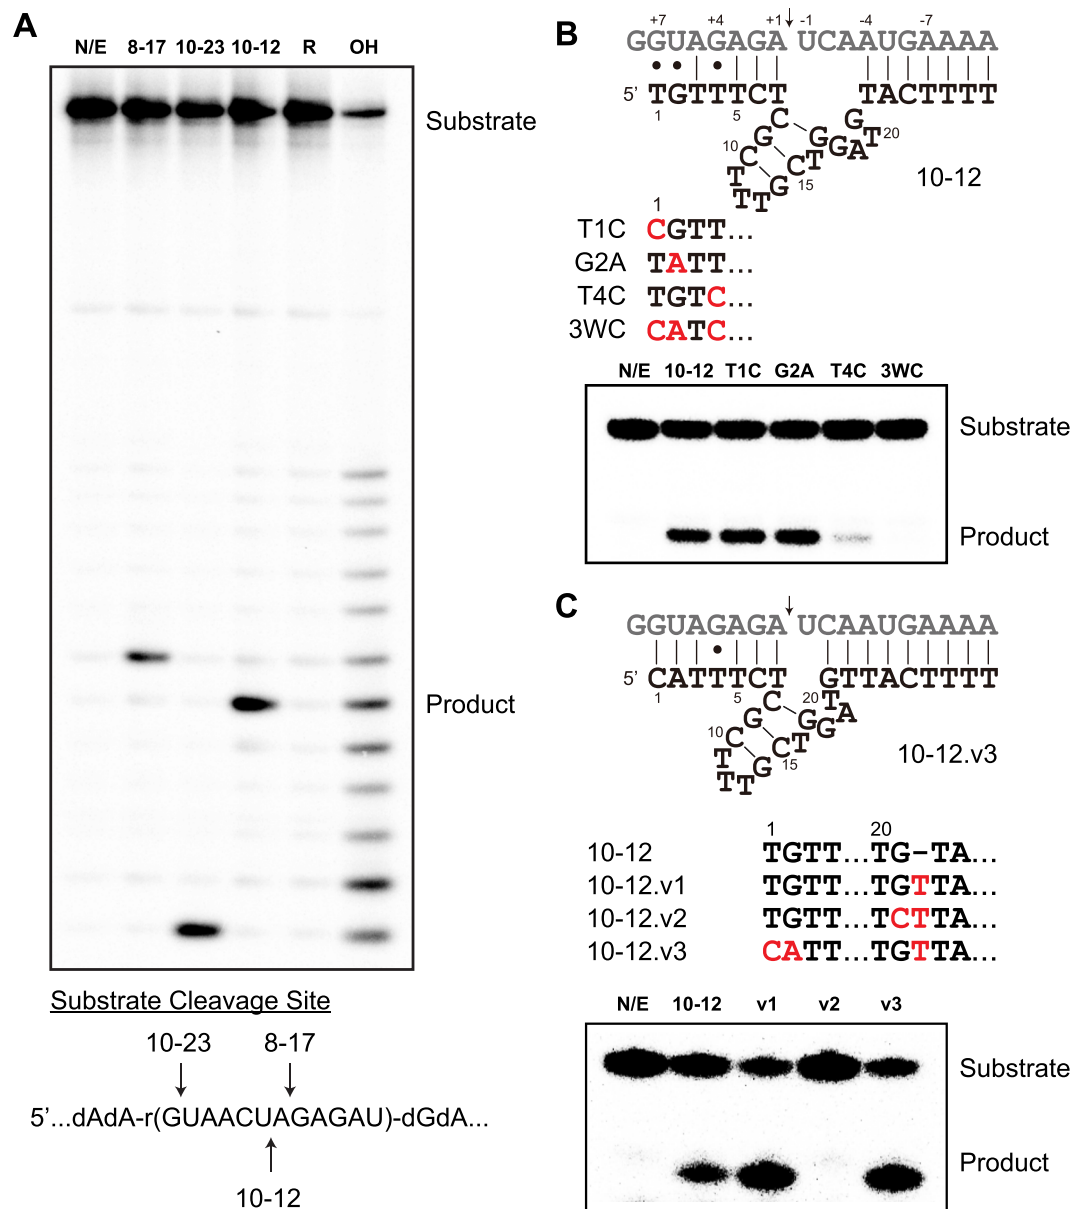 A
N/E 8-17 10-23 10-12 R OH
Substrate
Product
Substrate Cleavage Site
10-23 8-17
5’...dAdA-r(GUAACUAGAGAU)-dGdA...
10-12
B
+7 +4 +1 -1 -4 -7
GGUAGAGA UCAAUGAAAA
5’ TGTTTCT TACTTTT
1 5
C G C T T T T G C T G G A T G
10 15 20
10-12
1
T1C CGTT...
G2A TATT...
T4C TGTC...
3WC CATC...
N/E 10-12 T1C G2A T4C 3WC
Substrate
Product
C
GGUAGAGA UCAAUGAAAA
5’ CATTTCT GTTACTTTT
1 5
C G C T T T T G C T G G A T
10 15 20
10-12.v3
1 20
10-12 TGTT...TG–TA...
10-12.v1 TGTT...TGTTA...
10-12.v2 TGTT...TCTTA...
10-12.v3 CATT...TGTTA...
N/E 10-12 v1 v2 v3
Substrate
Product